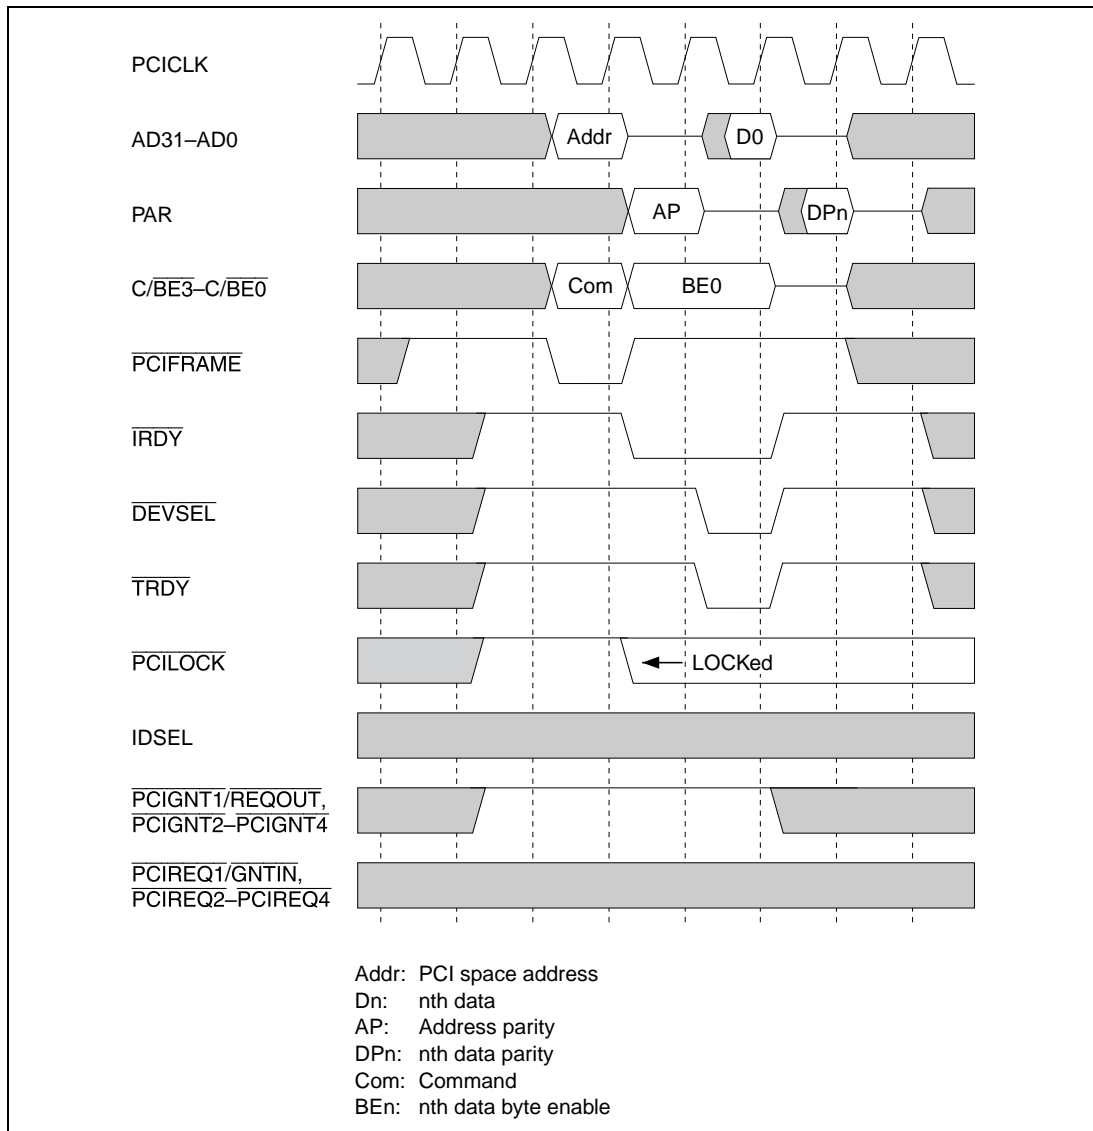 PCICLK
AD31–AD0
Addr
D0
PAR
AP
DPn
C/BE3–C/BE0
Com
BE0
PCIFRAME
IRDY
DEVSEL
TRDY
PCILOCK
LOCKed
IDSEL
PCIGNT1/REQOUT,
PCIGNT2–PCIGNT4
PCIREQ1/GNTIN,
PCIREQ2–PCIREQ4
Addr: PCI space address
Dn: nth data
AP: Address parity
DPn: nth data parity
Com: Command
BEn: nth data byte enable